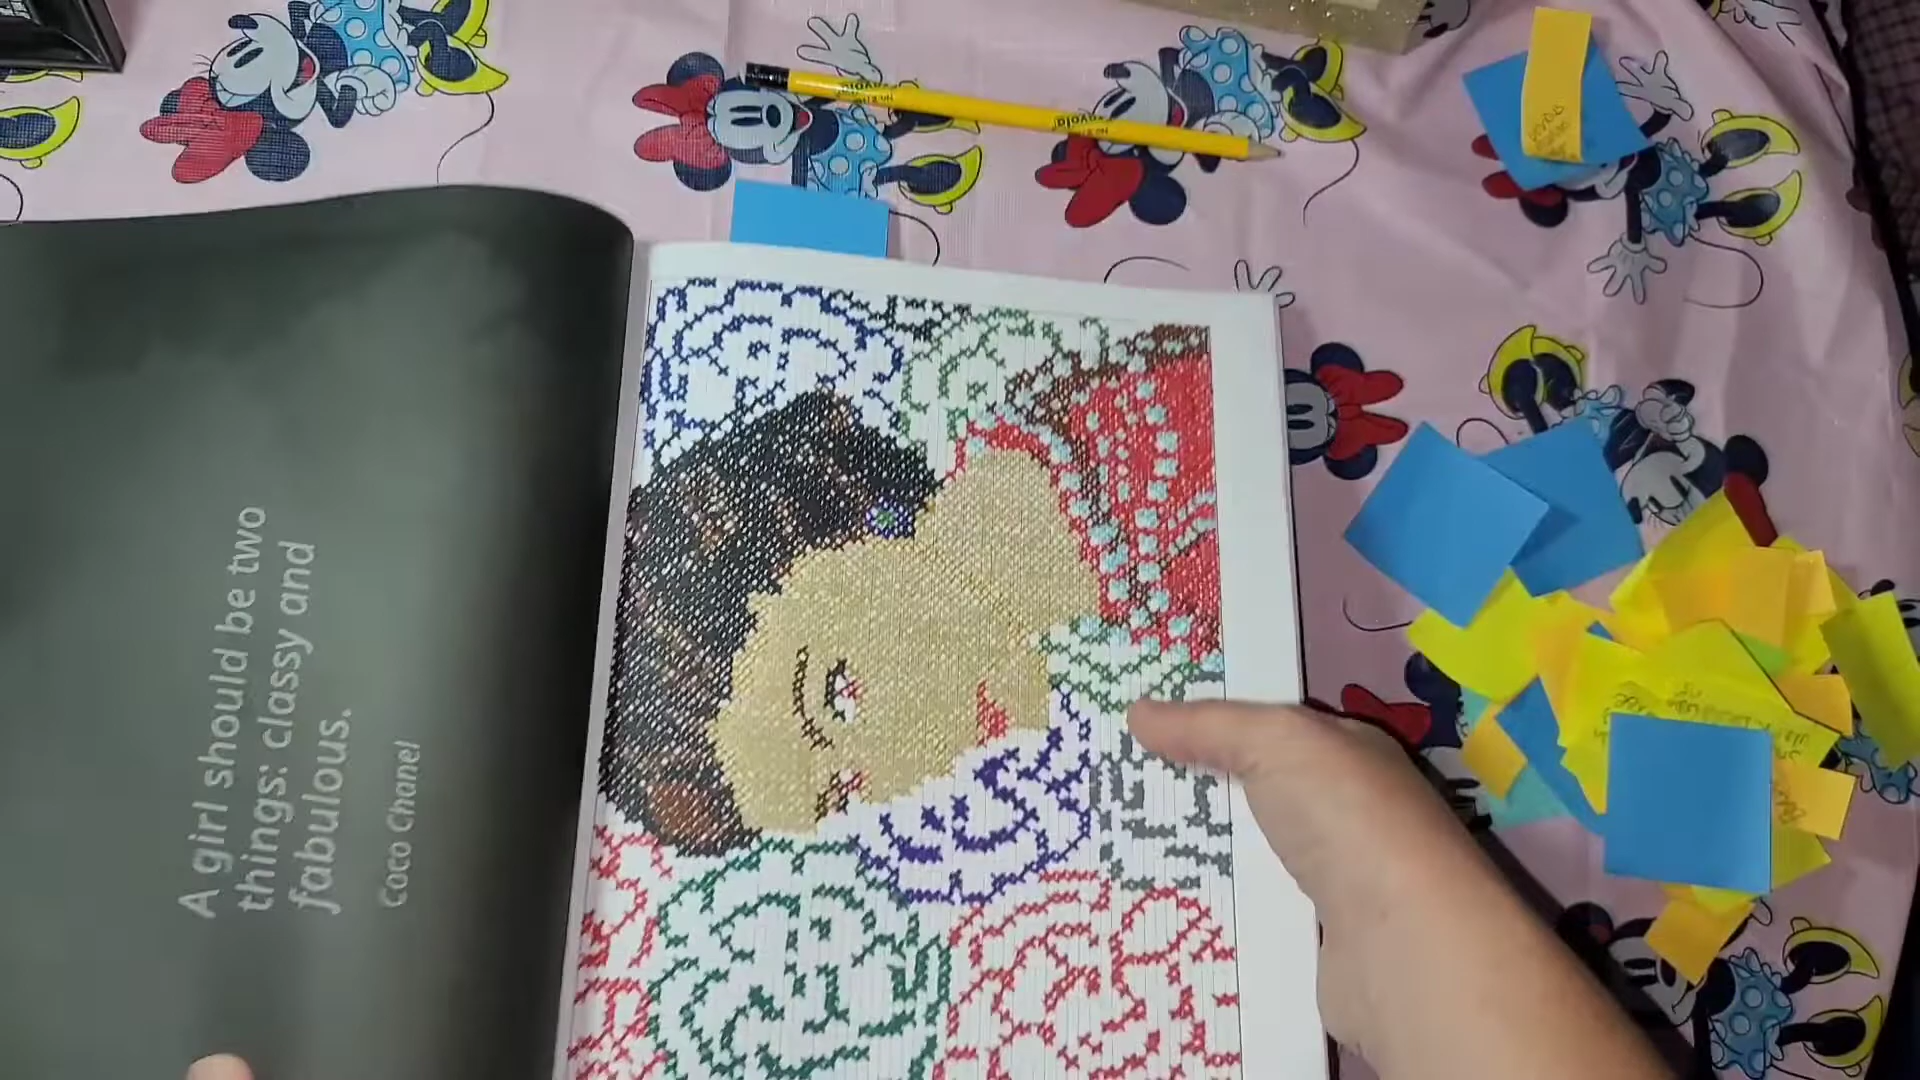 A girl should be two
things: classy and
fabulous.
Coco Chanel